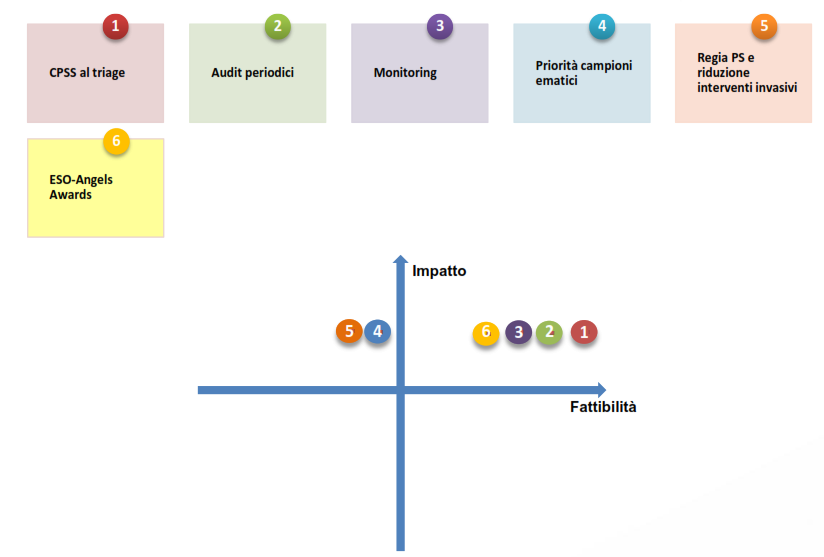 1
CPSS al triage
2
Audit periodici
3
Monitoring
4
Priorità campioni
ematici
5
Regia PS e
riduzione
interventi invasivi
6
ESO-Angels
Awards
Impatto
5 4 6 3 2 1
Fattibilità